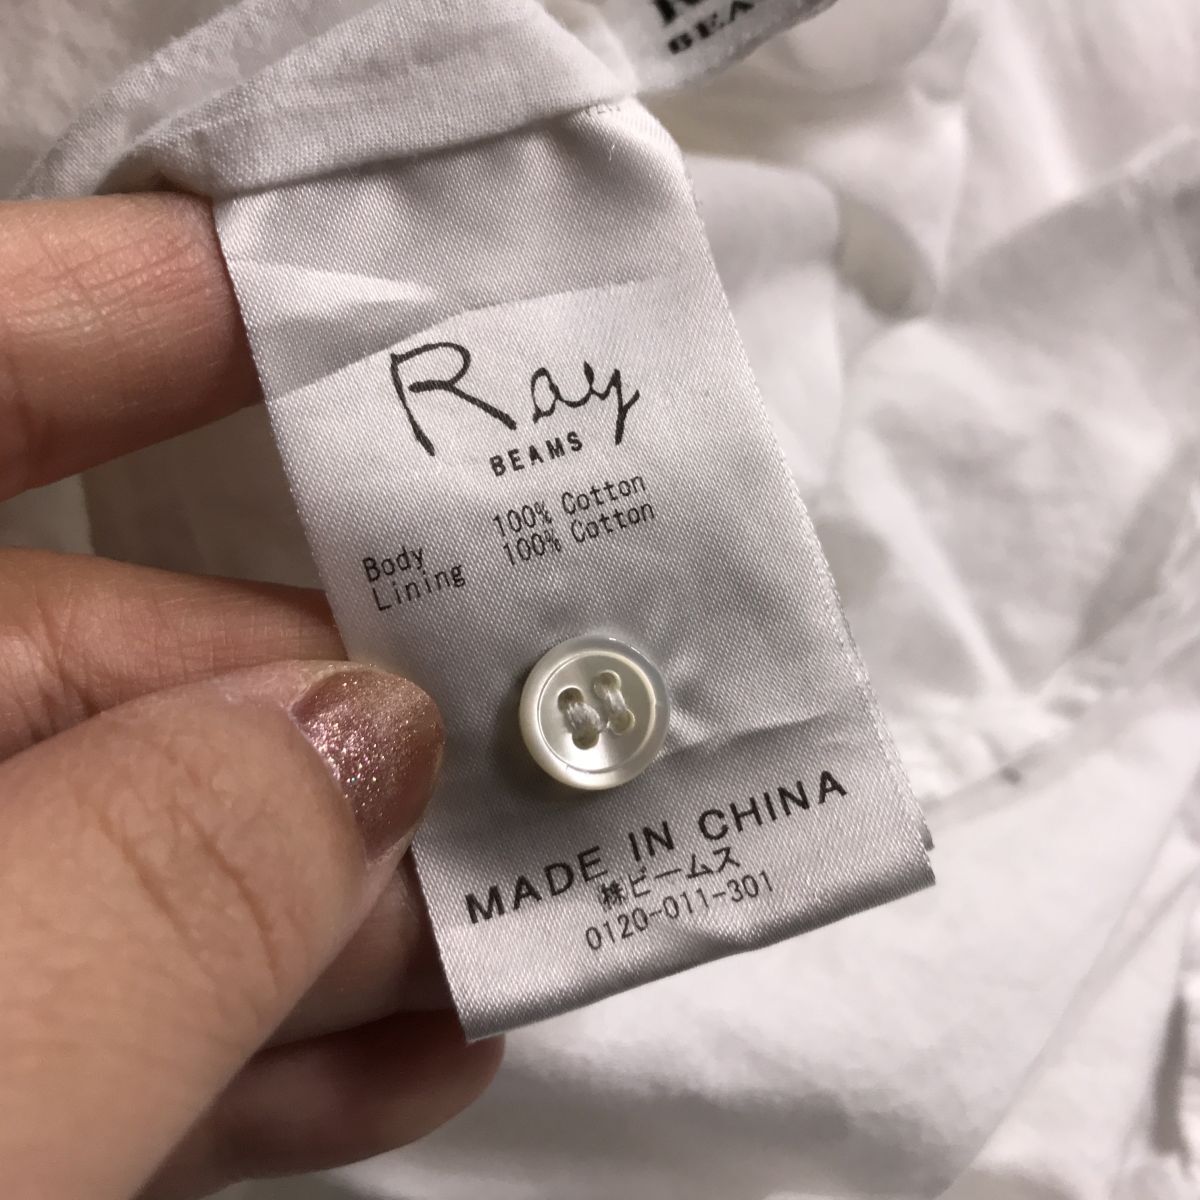 Ray
BEAMS
Body 100% Cotton
Lining 100% Cotton
MADE IN CHINA
㈱ビームス
0120-011-301